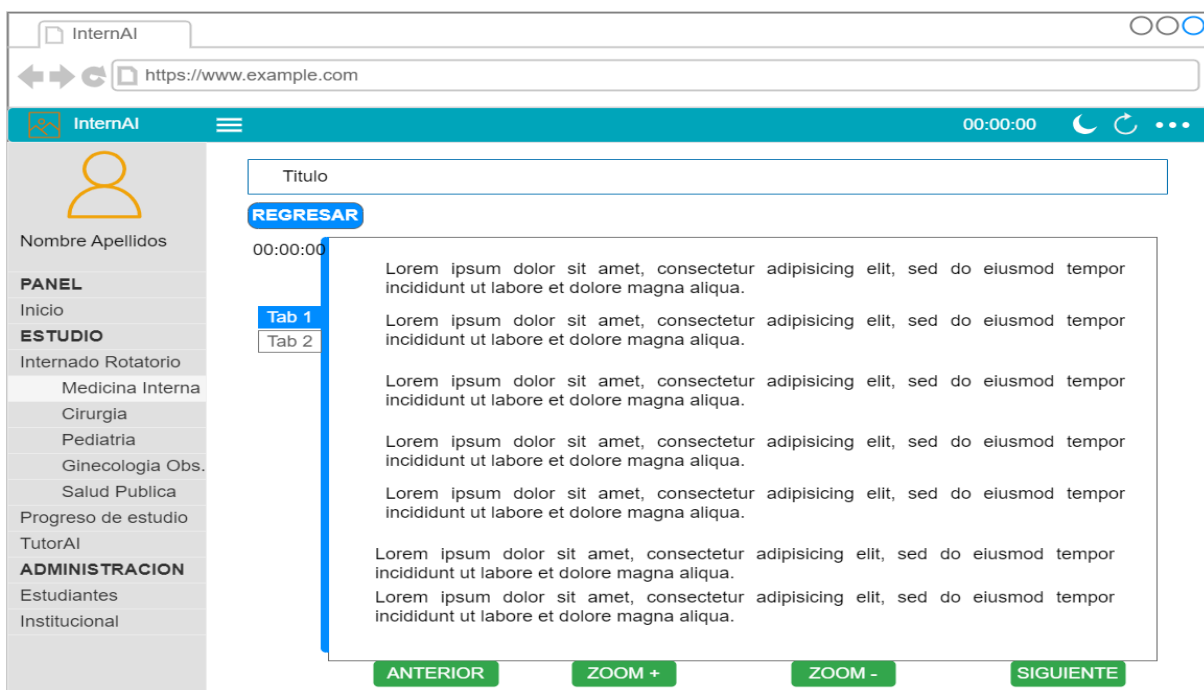 InternAI
https://www.example.com
InternAI
00:00:00
Nombre Apellidos
PANEL
Inicio
ESTUDIO
Internado Rotatorio
Medicina Interna
Cirurgia
Pediatria
Ginecologia Obs.
Salud Publica
Progreso de estudio
TutorAI
ADMINISTRACION
Estudiantes
Institucional
Titulo
REGRESAR
00:00:00
Tab 1
Tab 2
Lorem ipsum dolor sit amet, consectetur adipisicing elit, sed do eiusmod tempor
incididunt ut labore et dolore magna aliqua.
Lorem ipsum dolor sit amet, consectetur adipisicing elit, sed do eiusmod tempor
incididunt ut labore et dolore magna aliqua.
Lorem ipsum dolor sit amet, consectetur adipisicing elit, sed do eiusmod tempor
incididunt ut labore et dolore magna aliqua.
Lorem ipsum dolor sit amet, consectetur adipisicing elit, sed do eiusmod tempor
incididunt ut labore et dolore magna aliqua.
Lorem ipsum dolor sit amet, consectetur adipisicing elit, sed do eiusmod tempor
incididunt ut labore et dolore magna aliqua.
Lorem ipsum dolor sit amet, consectetur adipisicing elit, sed do eiusmod tempor
incididunt ut labore et dolore magna aliqua.
Lorem ipsum dolor sit amet, consectetur adipisicing elit, sed do eiusmod tempor
incididunt ut labore et dolore magna aliqua.
ANTERIOR
ZOOM +
ZOOM -
SIGUIENTE